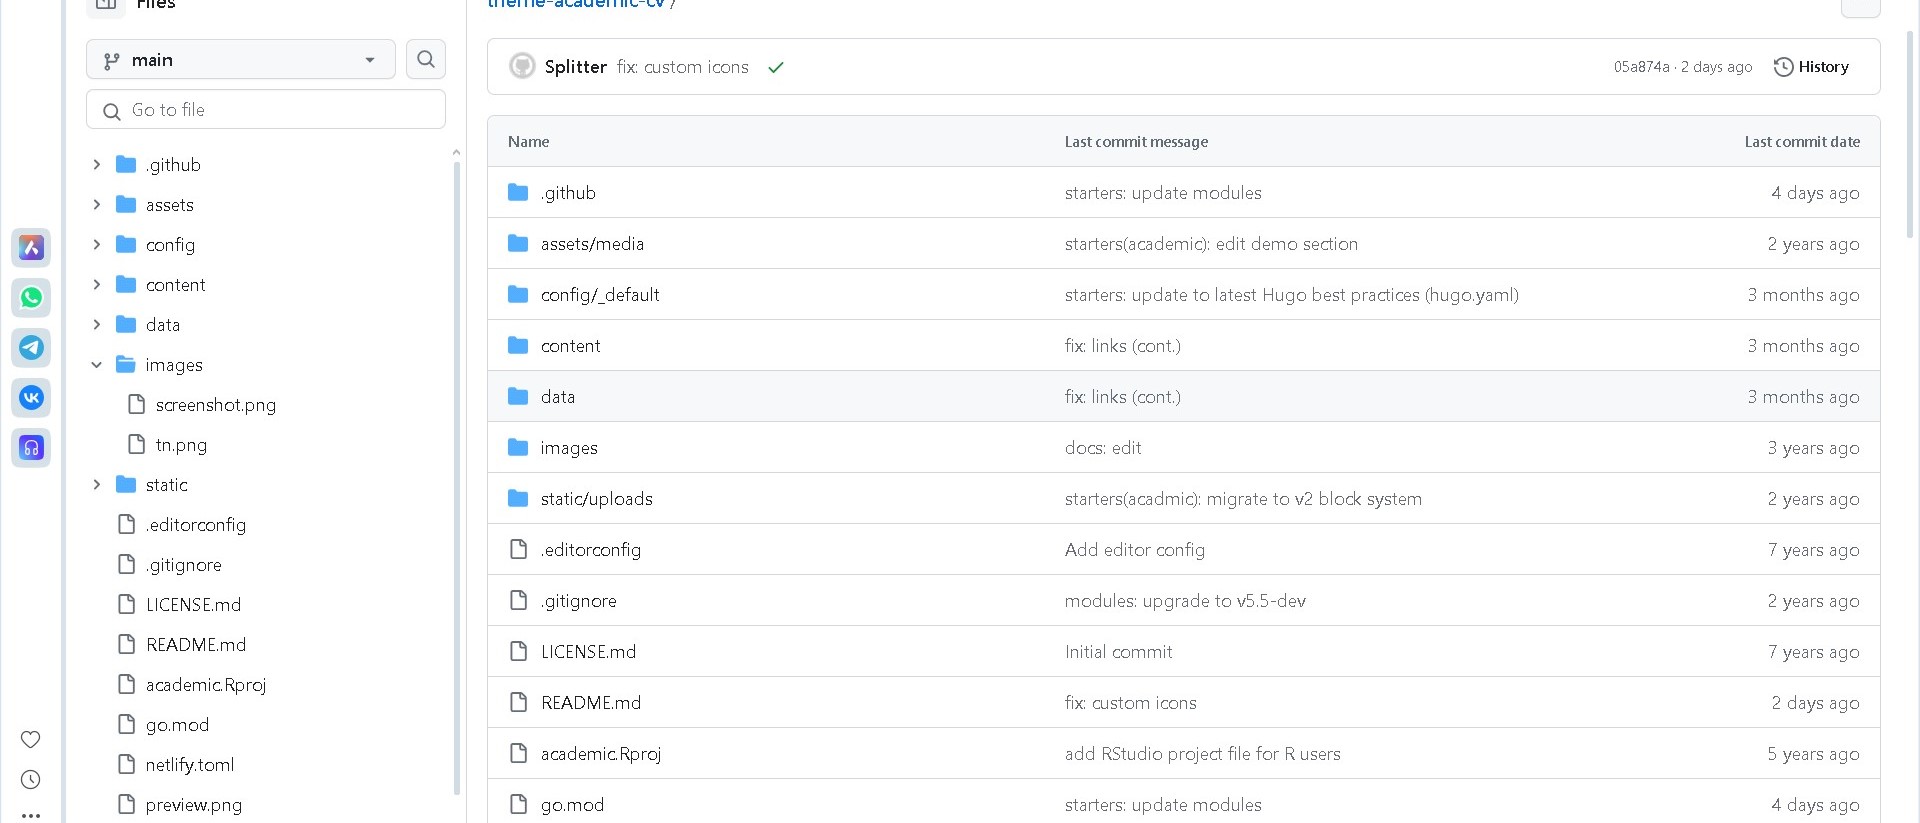 Files
main
Go to file
.github
assets
config
content
data
images
screenshot.png
tn.png
static
.editorconfig
.gitignore
LICENSE.md
README.md
academic.Rproj
go.mod
netlify.toml
preview.png
theme-academic-cv /
Splitter fix: custom icons 05a874a · 2 days ago History
Name Last commit message Last commit date
.github starters: update modules 4 days ago
assets/media starters(academic): edit demo section 2 years ago
config/_default starters: update to latest Hugo best practices (hugo.yaml) 3 months ago
content fix: links (cont.) 3 months ago
data fix: links (cont.) 3 months ago
images docs: edit 3 years ago
static/uploads starters(acadmic): migrate to v2 block system 2 years ago
.editorconfig Add editor config 7 years ago
.gitignore modules: upgrade to v5.5-dev 2 years ago
LICENSE.md Initial commit 7 years ago
README.md fix: custom icons 2 days ago
academic.Rproj add RStudio project file for R users 5 years ago
go.mod starters: update modules 4 days ago